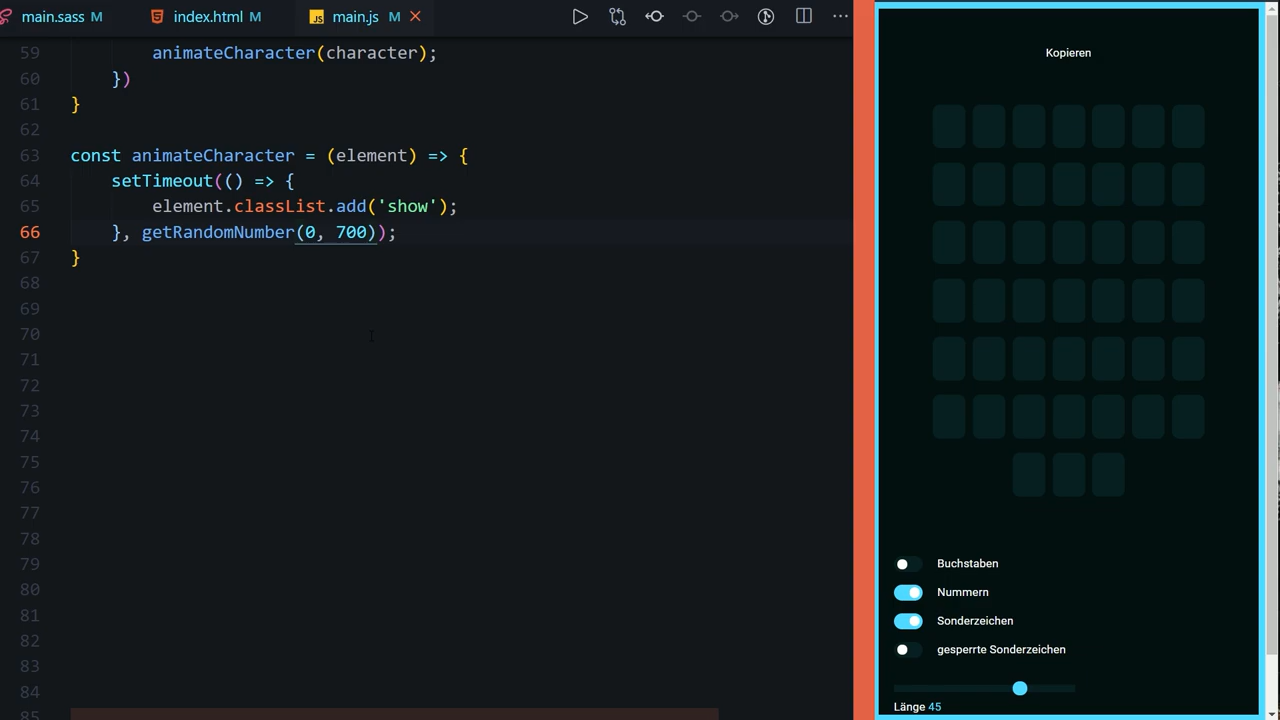 main.sass M
index.html M
main.js M
59 animateCharacter(character);
60 })
61 }
62
63 const animateCharacter = (element) => {
64 setTimeout(() => {
65 element.classList.add('show');
66 }, getRandomNumber(0, 700));
67 }
68
69
70
71
72
73
74
75
76
77
78
79
80
81
82
83
84
85
Kopieren
Buchstaben
Nummern
Sonderzeichen
gesperrte Sonderzeichen
Länge 45